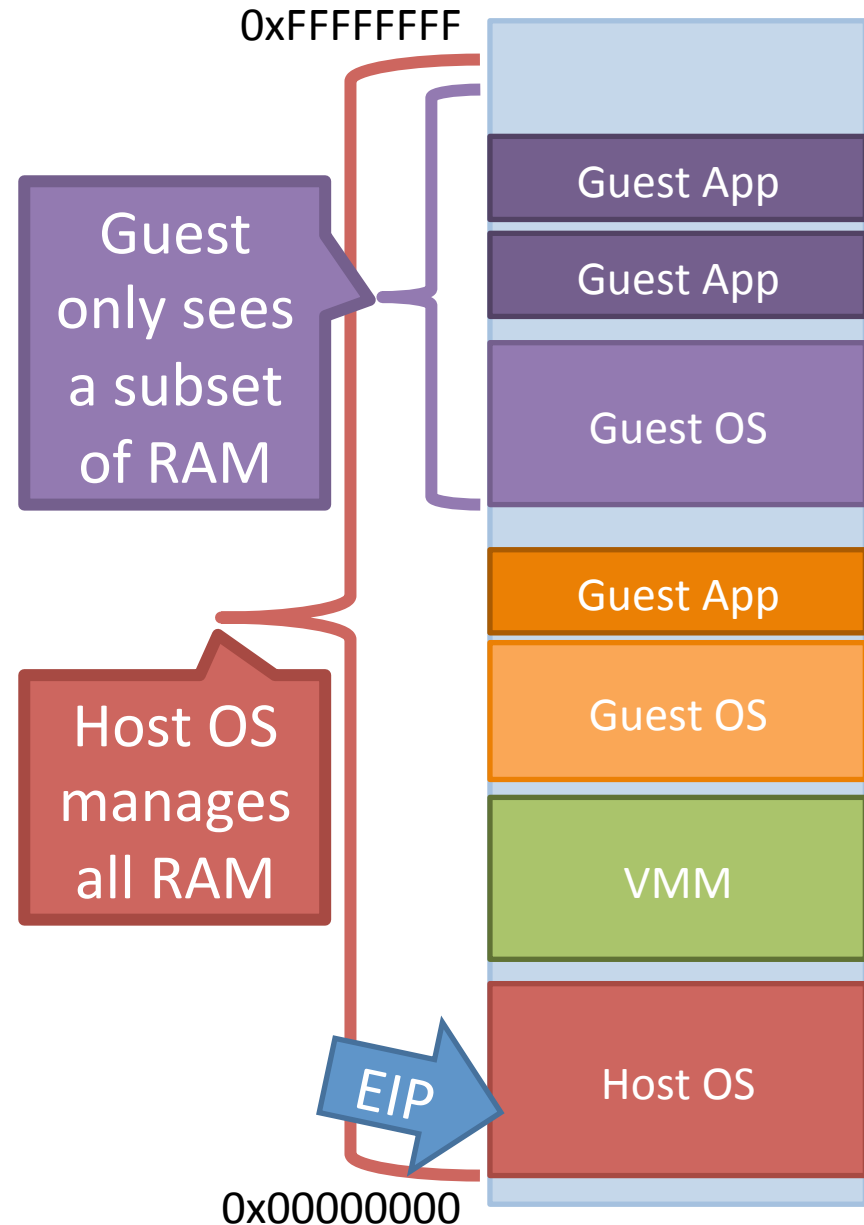 0xFFFFFFFF
Guest
only sees
a subset
of RAM
Host OS
manages
all RAM
Guest App
Guest App
Guest OS
Guest App
Guest OS
VMM
Host OS
EIP
0x00000000